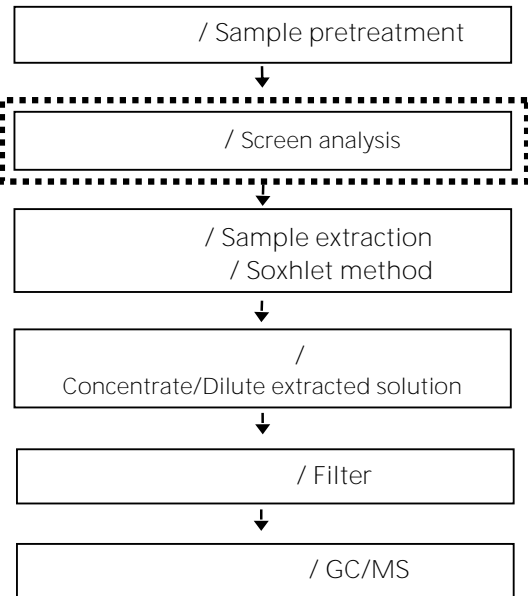 / Sample pretreatment
/ Screen analysis
/ Sample extraction
/ Soxhlet method
/
Concentrate/Dilute extracted solution
/ Filter
/ GC/MS